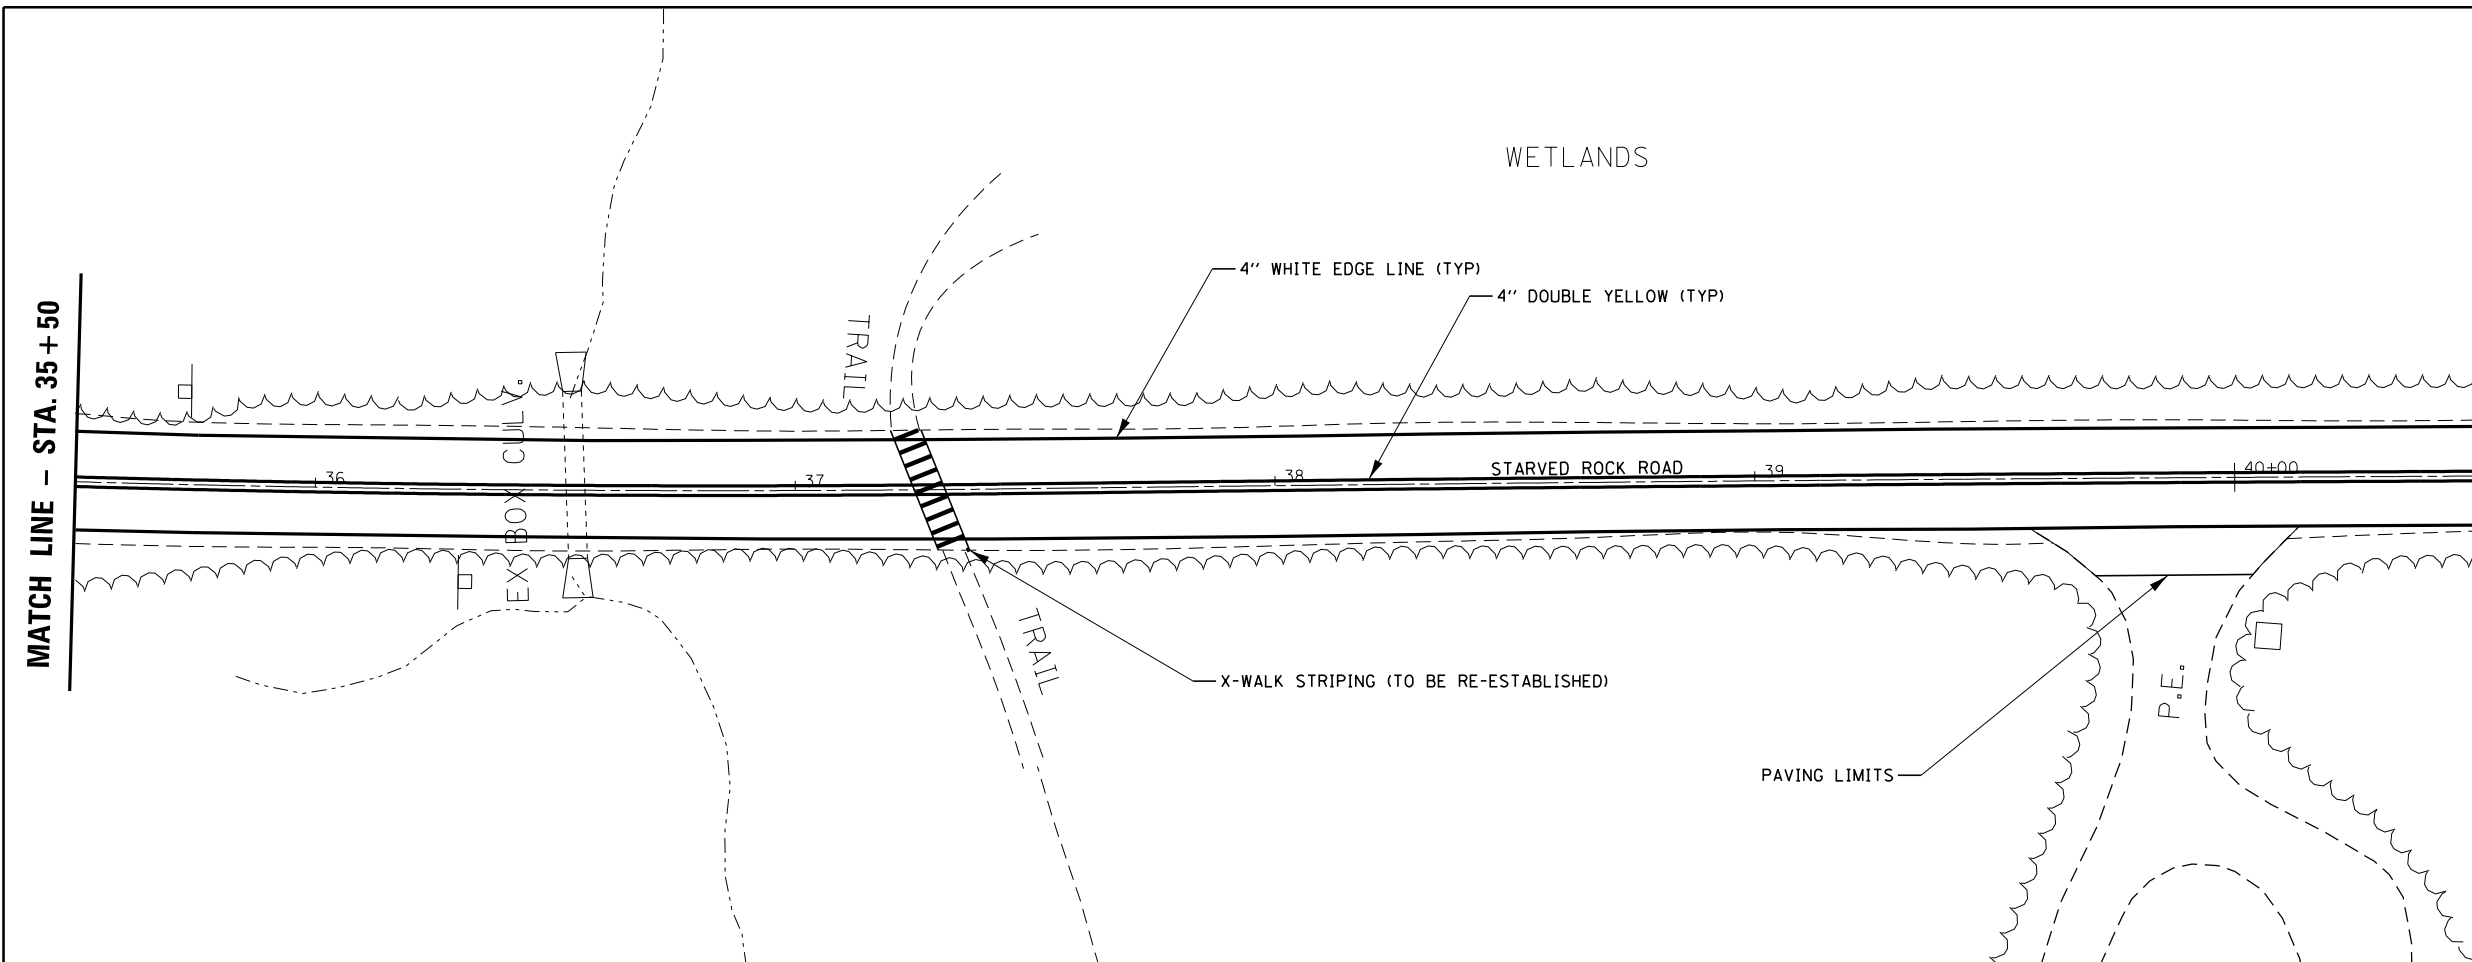 WETLANDS
4'' WHITE EDGE LINE (TYP)
4'' DOUBLE YELLOW (TYP)
MATCH LINE - STA. 35+50
EX BOX CULV.
TRAIL
36
37
38
STARVED ROCK ROAD
39
40+00
TRAIL
X-WALK STRIPING (TO BE RE-ESTABLISHED)
P.E.
PAVING LIMITS